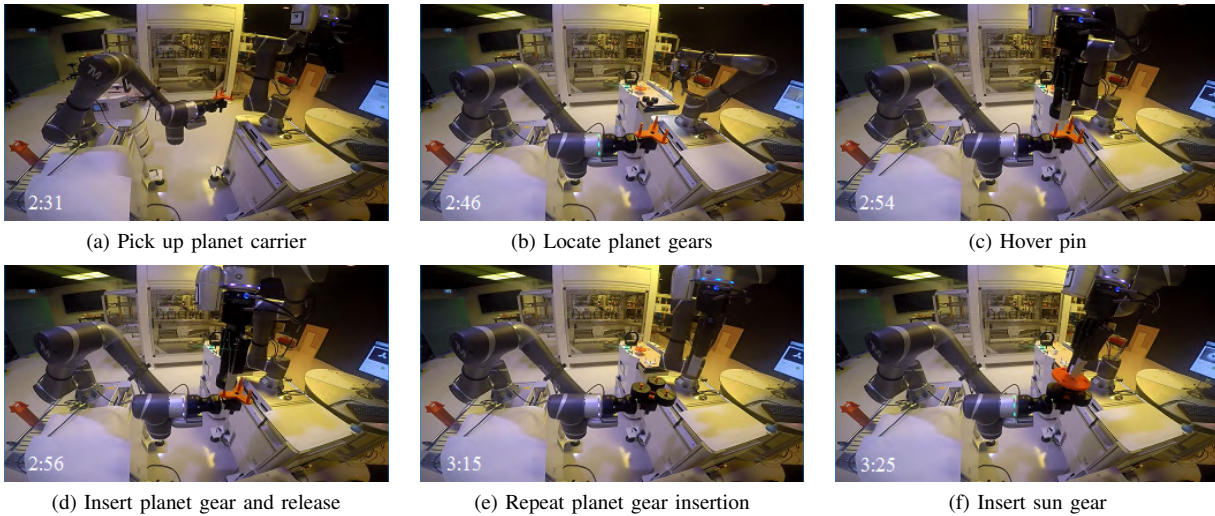 TM
2:31
2:46
2:54
(a) Pick up planet carrier
(b) Locate planet gears
(c) Hover pin
2:56
3:15
3:25
(d) Insert planet gear and release
(e) Repeat planet gear insertion
(f) Insert sun gear